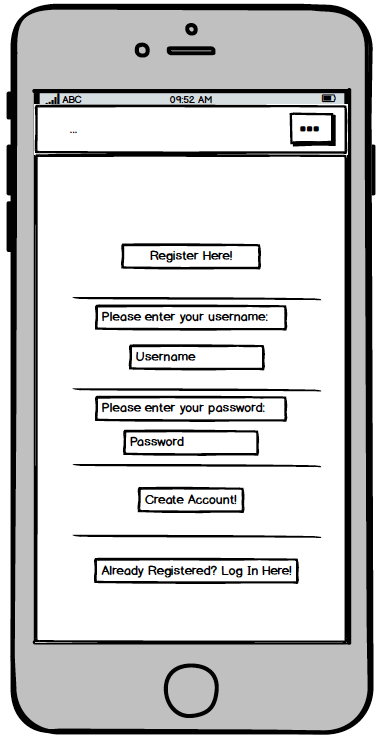 ABC 09:52 AM
...
Register Here!
Please enter your username:
Username
Please enter your password:
Password
Create Account!
Already Registered? Log In Here!